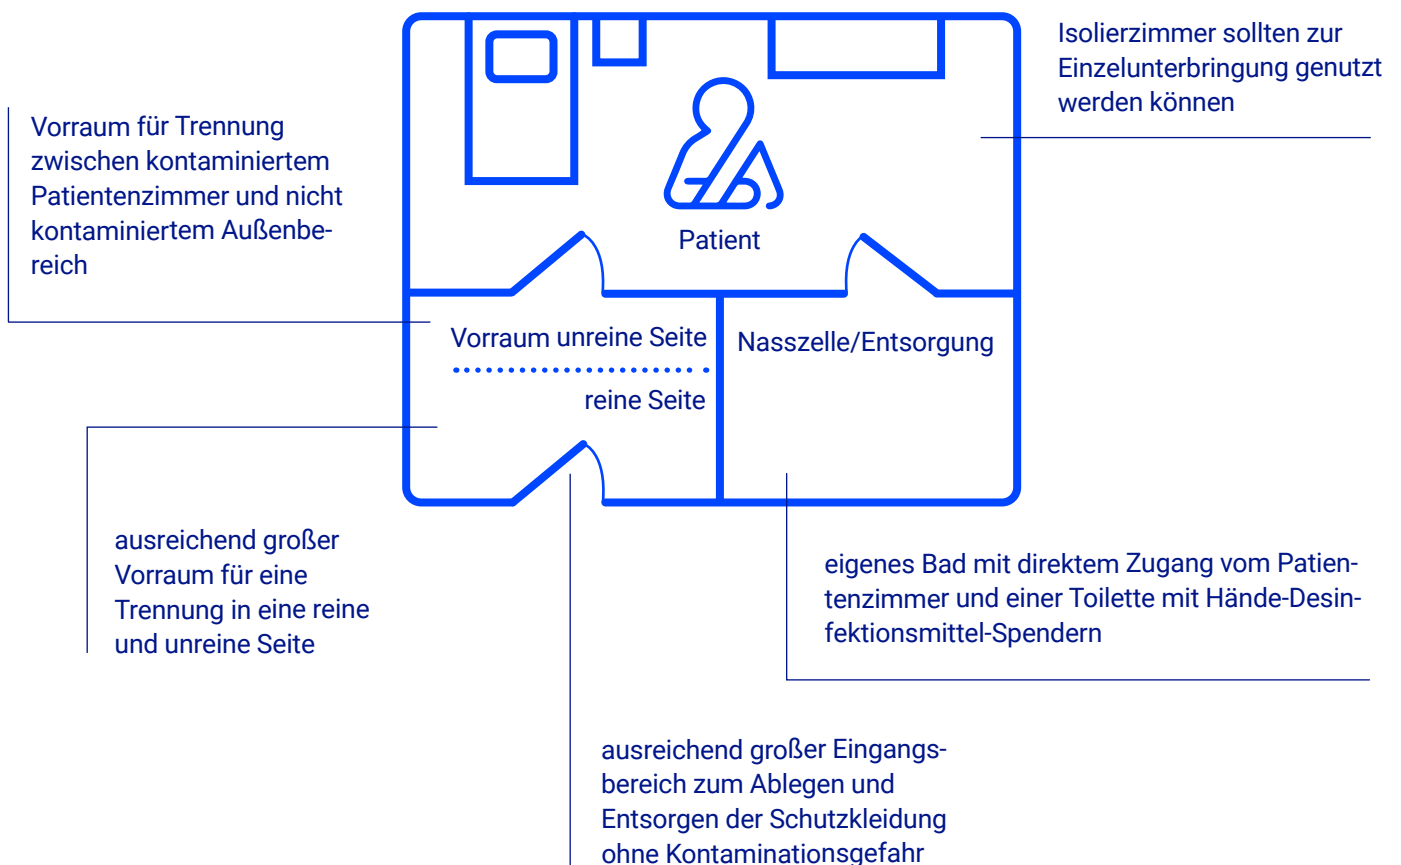 Isolierzimmer sollten zur
Einzelunterbringung genutzt
werden können
Vorraum für Trennung
zwischen kontaminiertem
Patientenzimmer und nicht
kontaminiertem Außenbe-
reich
Patient
Vorraum unreine Seite
Nasszelle/Entsorgung
reine Seite
ausreichend großer
Vorraum für eine
Trennung in eine reine
und unreine Seite
eigenes Bad mit direktem Zugang vom Patien-
tenzimmer und einer Toilette mit Hände-Desin-
fektionsmittel-Spendern
ausreichend großer Eingangs-
bereich zum Ablegen und
Entsorgen der Schutzkleidung
ohne Kontaminationsgefahr